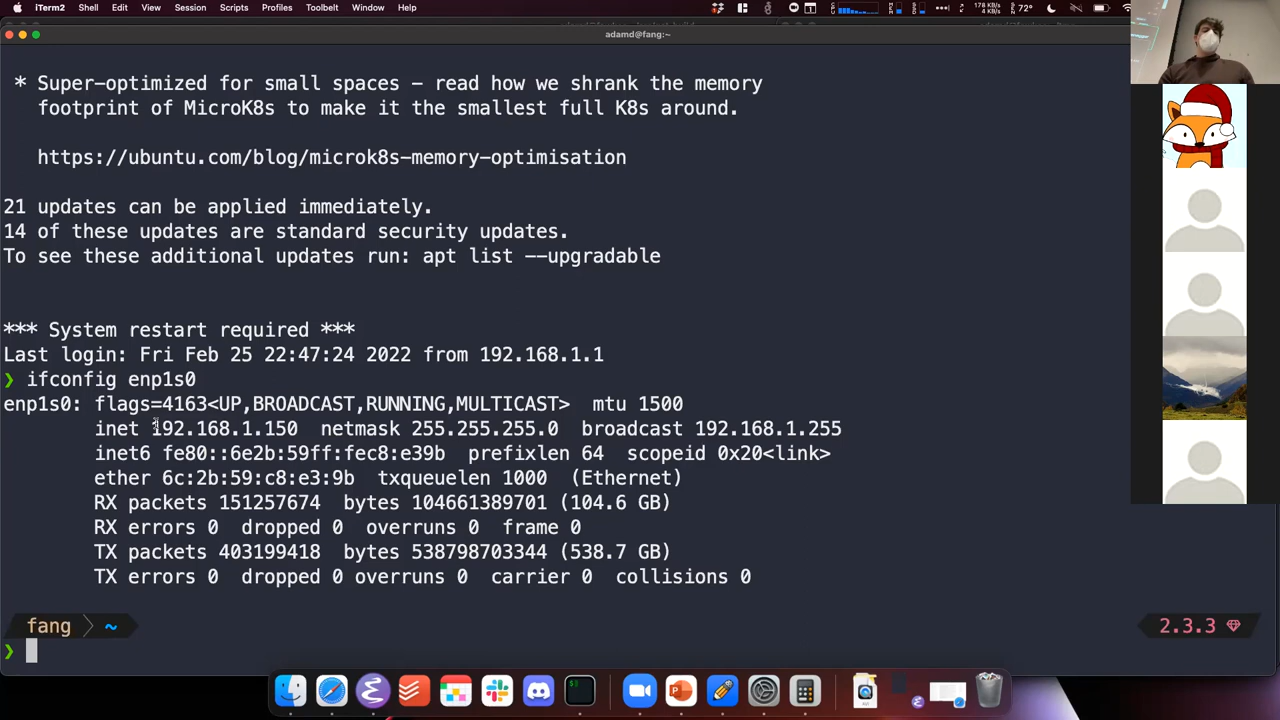 iTerm2 Shell Edit View Session Scripts Profiles Toolbelt Window Help
178 KB/s
4 KB/s
72°
adamd@fang:~
* Super-optimized for small spaces - read how we shrank the memory
footprint of MicroK8s to make it the smallest full K8s around.
https://ubuntu.com/blog/microk8s-memory-optimisation
21 updates can be applied immediately.
14 of these updates are standard security updates.
To see these additional updates run: apt list --upgradable
*** System restart required ***
Last login: Fri Feb 25 22:47:24 2022 from 192.168.1.1
❯ ifconfig enp1s0
enp1s0: flags=4163<UP,BROADCAST,RUNNING,MULTICAST> mtu 1500
inet 192.168.1.150 netmask 255.255.255.0 broadcast 192.168.1.255
inet6 fe80::6e2b:59ff:fec8:e39b prefixlen 64 scopeid 0x20<link>
ether 6c:2b:59:c8:e3:9b txqueuelen 1000 (Ethernet)
RX packets 151257674 bytes 104661389701 (104.6 GB)
RX errors 0 dropped 0 overruns 0 frame 0
TX packets 403199418 bytes 538798703344 (538.7 GB)
TX errors 0 dropped 0 overruns 0 carrier 0 collisions 0
fang ~ 2.3.3
❯